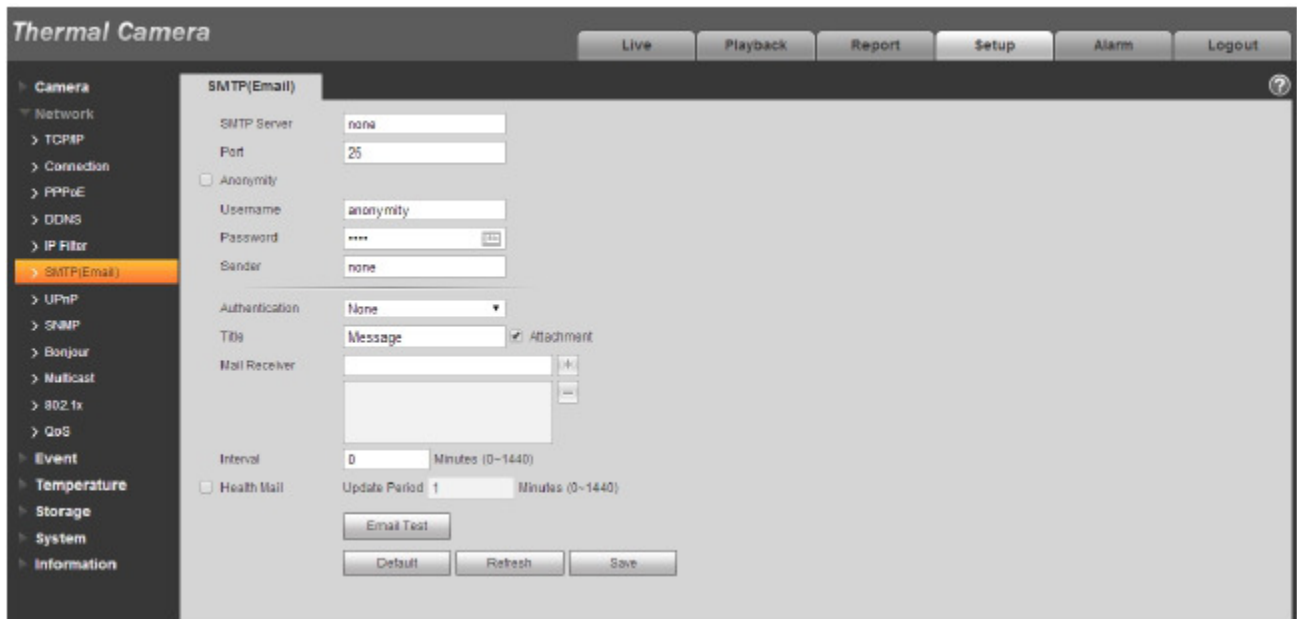 Thermal Camera
Live Playback Report Setup Alarm Logout
Camera
Network
TCP/IP
Connection
PPPoE
DDNS
IP Filter
SMTP(Email)
UPnP
SNMP
Bonjour
Multicast
802.1x
QoS
Event
Temperature
Storage
System
Information
SMTP(Email) ?
SMTP Server none
Port 25
Anonymity
Username anonymity
Password ••••
Sender none
Authentication None
Title Message Attachment
Mail Receiver +
−
Interval 0 Minutes (0~1440)
Health Mail Update Period 1 Minutes (0~1440)
Email Test
Default Refresh Save